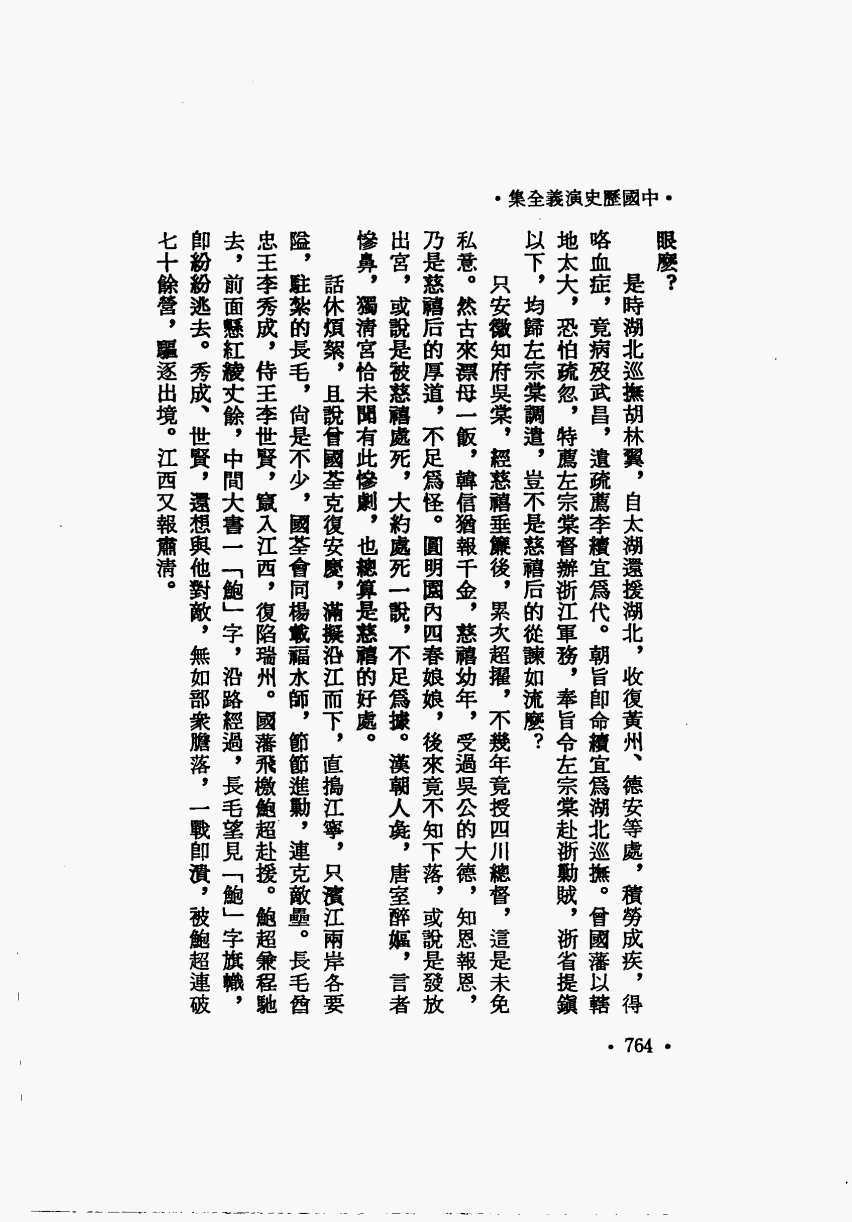 •中國歷史演義全集•
眼麼？
是時湖北巡撫胡林翼，自太湖還援湖北，收復黃州、德安等處，積勞成疾，得
咯血症，竟病歿武昌，遺疏薦李續宜爲代。朝旨卽命續宜爲湖北巡撫。曾國藩以轄
地太大，恐怕疏忽，特薦左宗棠督辦浙江軍務，奉旨令左宗棠赴浙勦賊，浙省提鎭
以下，均歸左宗棠調遣，豈不是慈禧后的從諫如流麼？
只安徽知府吳棠，經慈禧垂簾後，累次超擢，不幾年竟授四川總督，這是未免
私意。然古來漂母一飯，韓信猶報千金，慈禧幼年，受過吳公的大德，知恩報恩，
乃是慈禧后的厚道，不足爲怪。圓明園內四春娘娘，後來竟不知下落，或說是發放
出宮，或說是被慈禧處死，大約處死一說，不足爲據。漢朝人彘，唐室醉嫗，言者
慘鼻，獨淸宮恰未聞有此慘劇，也總算是慈禧的好處。
話休煩絮，且說曾國荃克復安慶，滿擬沿江而下，直搗江寧，只濱江兩岸各要
隘，駐紮的長毛，尙是不少，國荃會同楊載福水師，節節進勦，連克敵壘。長毛酋
忠王李秀成，侍王李世賢，竄入江西，復陷瑞州。國藩飛檄鮑超赴援。鮑超兼程馳
去，前面懸紅綾丈餘，中間大書一「鮑」字，沿路經過，長毛望見「鮑」字旗幟，
卽紛紛逃去。秀成、世賢，還想與他對敵，無如部衆膽落，一戰卽潰，被鮑超連破
七十餘營，驅逐出境。江西又報肅淸。
•764•